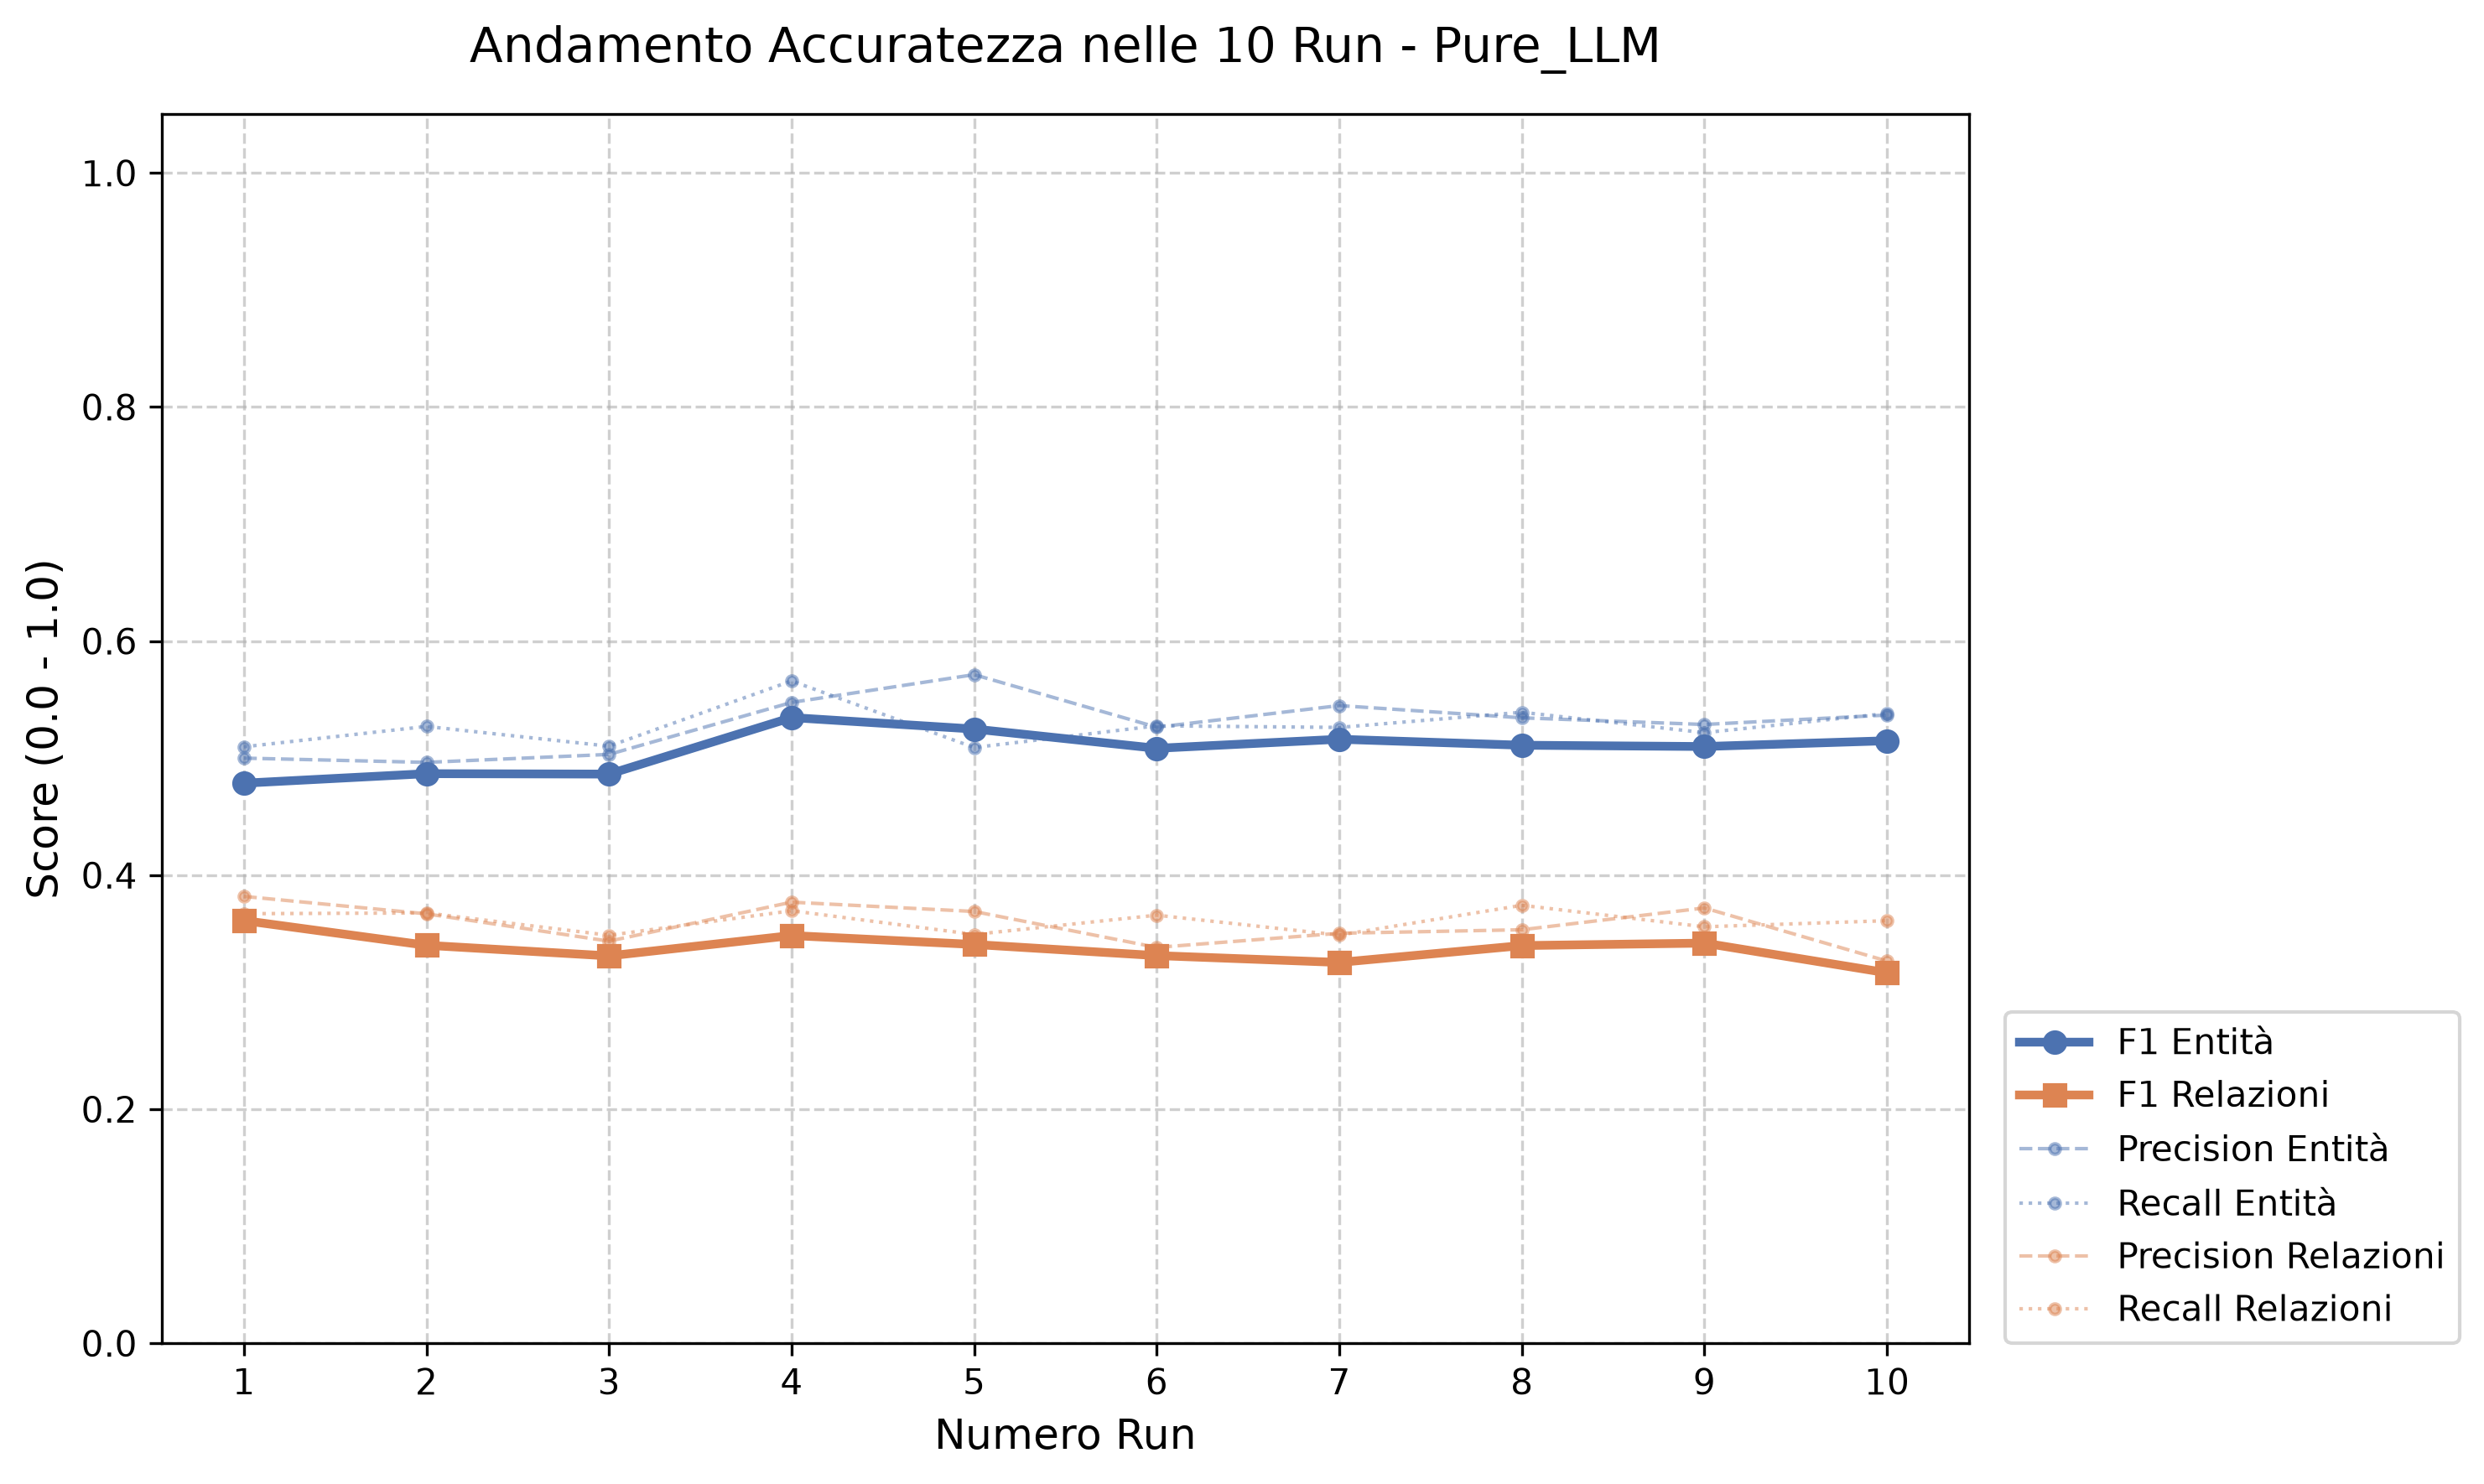 Andamento Accuratezza nelle 10 Run - Pure_LLM
Score (0.0 - 1.0)
1.0
0.8
0.6
0.4
0.2
0.0
1 2 3 4 5 6 7 8 9 10
Numero Run
F1 Entità
F1 Relazioni
Precision Entità
Recall Entità
Precision Relazioni
Recall Relazioni